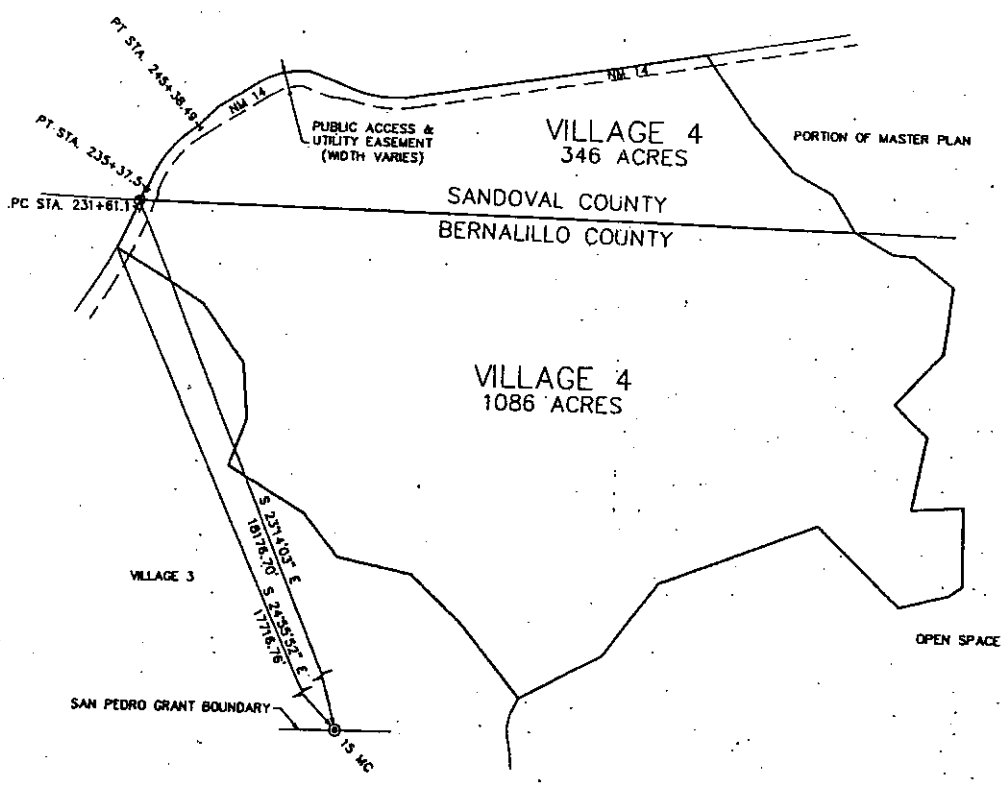 PT STA. 245+38.49
NM 14
NM 14
PT STA. 235+37.5
PUBLIC ACCESS &
UTILITY EASEMENT
(WIDTH VARIES)
VILLAGE 4
346 ACRES
PORTION OF MASTER PLAN
SANDOVAL COUNTY
PC STA. 231+61.1
BERNALILLO COUNTY
VILLAGE 4
1086 ACRES
S 23°14'03" E
18176.70'
S 24°55'52" E
17716.76'
VILLAGE 3
OPEN SPACE
SAN PEDRO GRANT BOUNDARY
15 MC